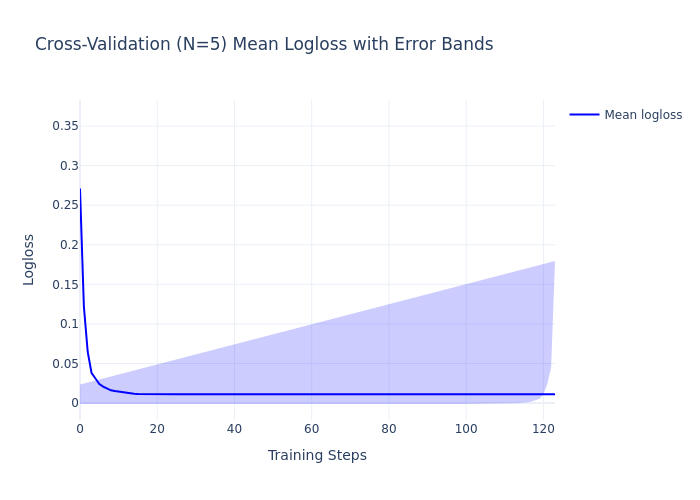 Cross-Validation (N=5) Mean Logloss with Error Bands
Mean logloss
Logloss
0.35
0.3
0.25
0.2
0.15
0.1
0.05
0
0 20 40 60 80 100 120
Training Steps